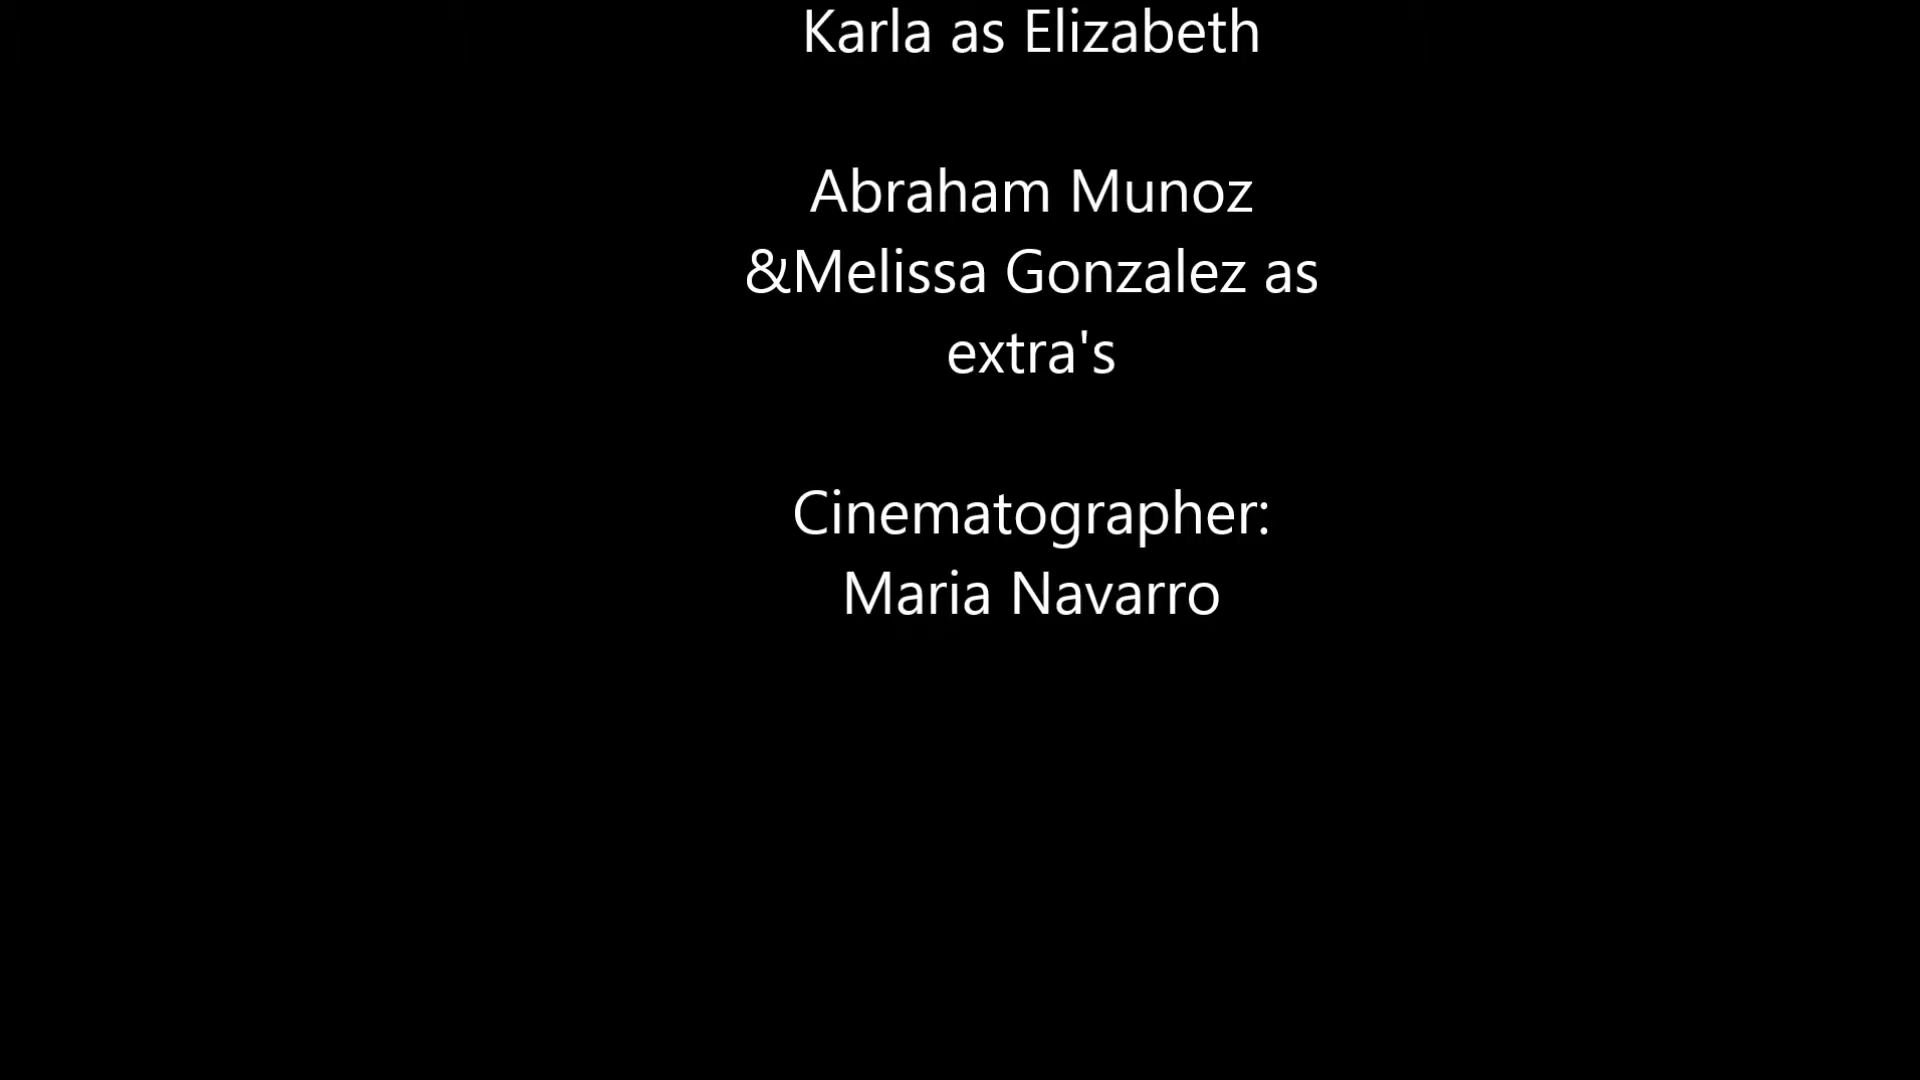 Karla as Elizabeth
Abraham Munoz
&Melissa Gonzalez as
extra's
Cinematographer:
Maria Navarro